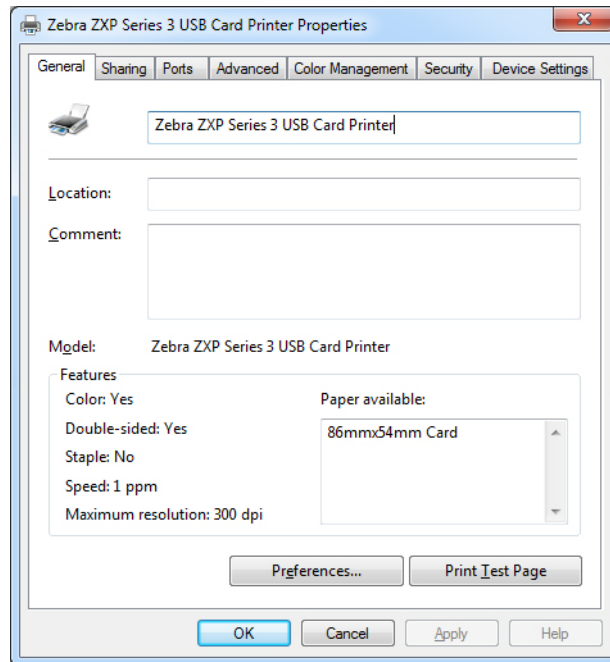 Zebra ZXP Series 3 USB Card Printer Properties
General Sharing Ports Advanced Color Management Security Device Settings
Zebra ZXP Series 3 USB Card Printer
Location:
Comment:
Model: Zebra ZXP Series 3 USB Card Printer
Features
Color: Yes Paper available:
Double-sided: Yes 86mmx54mm Card
Staple: No
Speed: 1 ppm
Maximum resolution: 300 dpi
Preferences... Print Test Page
OK Cancel Apply Help